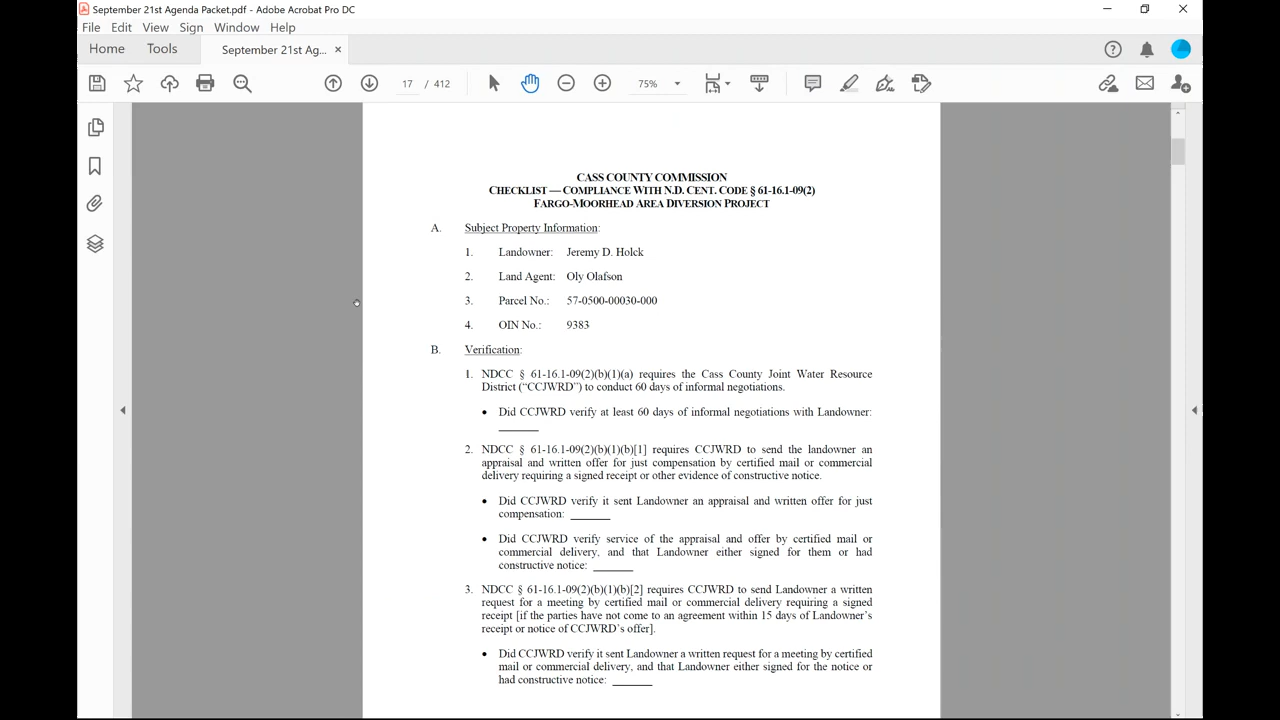 September 21st Agenda Packet.pdf - Adobe Acrobat Pro DC
File Edit View Sign Window Help
Home Tools September 21st Ag... ×
17 / 412 75%
CASS COUNTY COMMISSION
CHECKLIST — COMPLIANCE WITH N.D. CENT. CODE § 61-16.1-09(2)
FARGO-MOORHEAD AREA DIVERSION PROJECT
A. Subject Property Information:
1. Landowner: Jeremy D. Holck
2. Land Agent: Oly Olafson
3. Parcel No.: 57-0500-00030-000
4. OIN No.: 9383
B. Verification:
1. NDCC § 61-16.1-09(2)(b)(1)(a) requires the Cass County Joint Water Resource
District (“CCJWRD”) to conduct 60 days of informal negotiations.
• Did CCJWRD verify at least 60 days of informal negotiations with Landowner:
_______
2. NDCC § 61-16.1-09(2)(b)(1)(b)[1] requires CCJWRD to send the landowner an
appraisal and written offer for just compensation by certified mail or commercial
delivery requiring a signed receipt or other evidence of constructive notice.
• Did CCJWRD verify it sent Landowner an appraisal and written offer for just
compensation: _______
• Did CCJWRD verify service of the appraisal and offer by certified mail or
commercial delivery, and that Landowner either signed for them or had
constructive notice: _______
3. NDCC § 61-16.1-09(2)(b)(1)(b)[2] requires CCJWRD to send Landowner a written
request for a meeting by certified mail or commercial delivery requiring a signed
receipt [if the parties have not come to an agreement within 15 days of Landowner’s
receipt or notice of CCJWRD’s offer].
• Did CCJWRD verify it sent Landowner a written request for a meeting by certified
mail or commercial delivery, and that Landowner either signed for the notice or
had constructive notice: _______